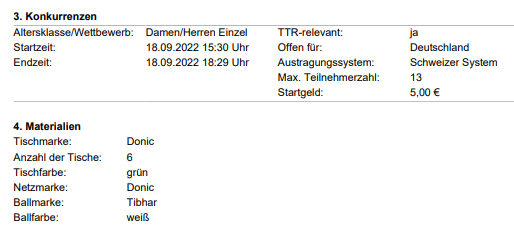 3. Konkurrenzen
Altersklasse/Wettbewerb: Damen/Herren Einzel TTR-relevant: ja
Startzeit: 18.09.2022 15:30 Uhr Offen für: Deutschland
Endzeit: 18.09.2022 18:29 Uhr Austragungssystem: Schweizer System
Max. Teilnehmerzahl: 13
Startgeld: 5,00 €
4. Materialien
Tischmarke: Donic
Anzahl der Tische: 6
Tischfarbe: grün
Netzmarke: Donic
Ballmarke: Tibhar
Ballfarbe: weiß